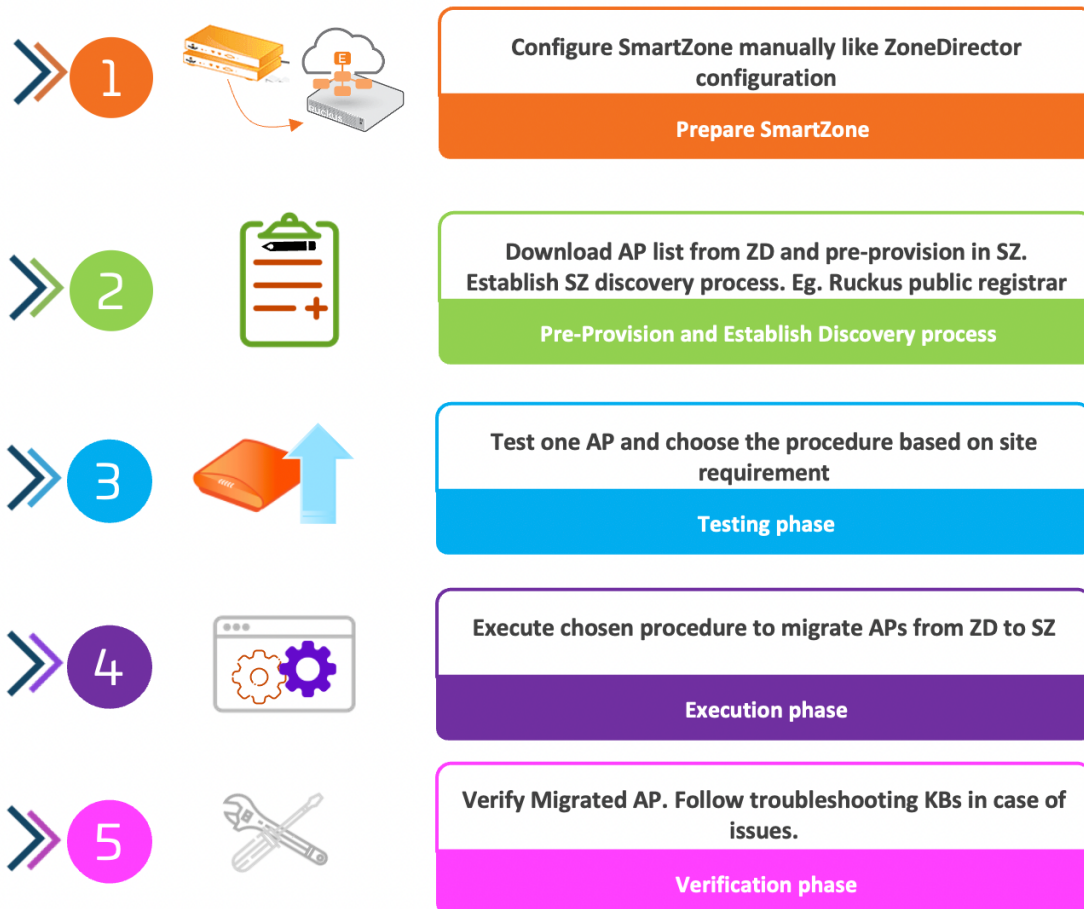 1
E
RUCKUS
Configure SmartZone manually like ZoneDirector
configuration
Prepare SmartZone
2
Download AP list from ZD and pre-provision in SZ.
Establish SZ discovery process. Eg. Ruckus public registrar
Pre-Provision and Establish Discovery process
3
Test one AP and choose the procedure based on site
requirement
Testing phase
4
Execute chosen procedure to migrate APs from ZD to SZ
Execution phase
5
Verify Migrated AP. Follow troubleshooting KBs in case of
issues.
Verification phase